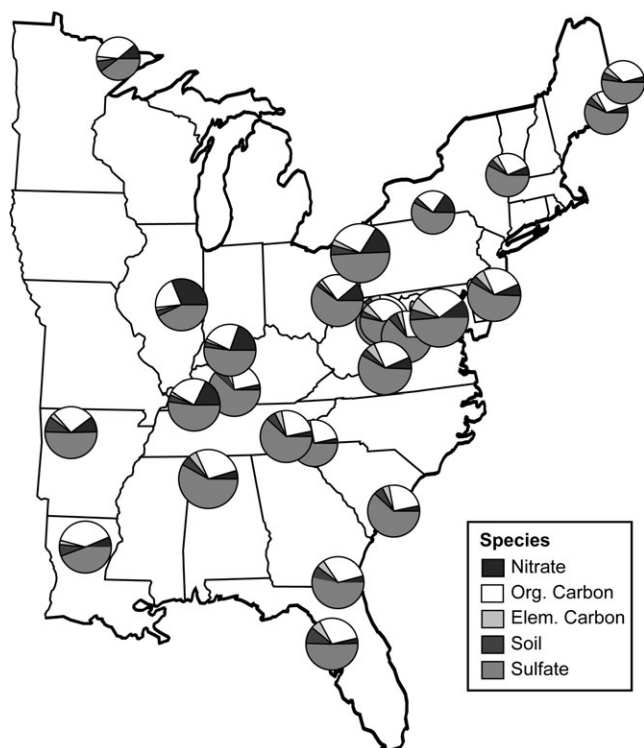 Species
Nitrate
Org. Carbon
Elem. Carbon
Soil
Sulfate